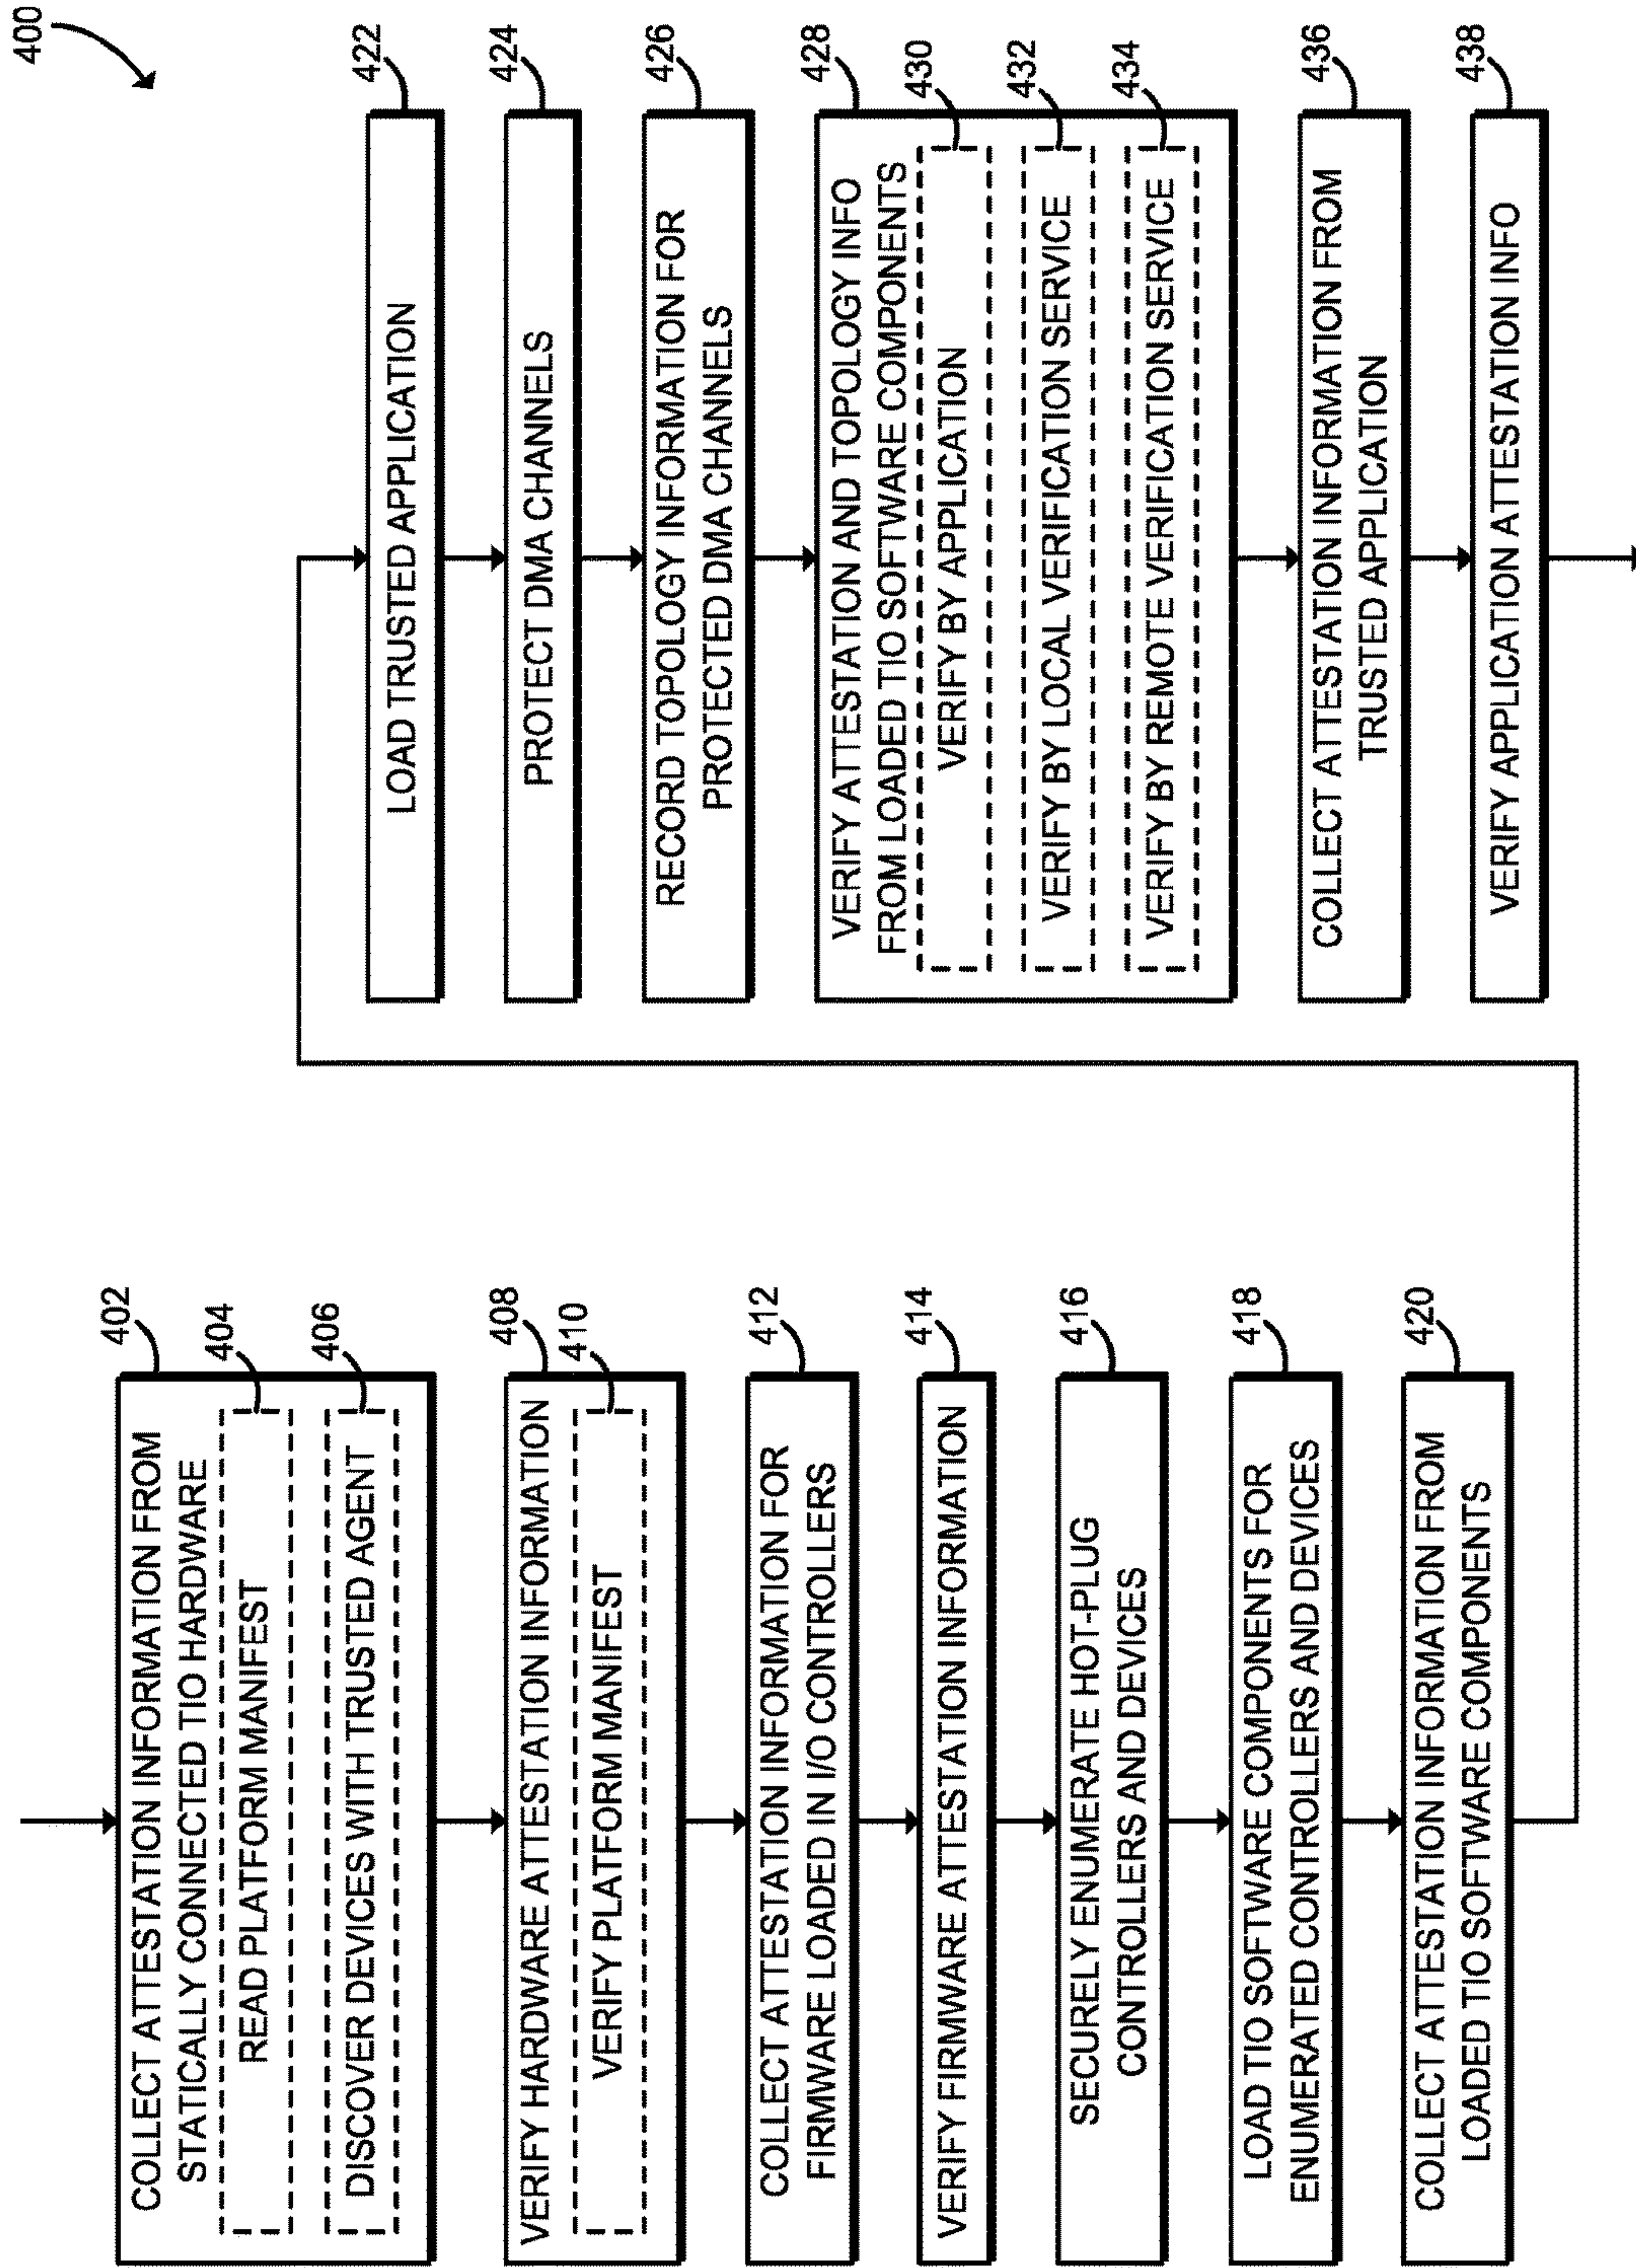 400
402
COLLECT ATTESTATION INFORMATION FROM
STATICALLY CONNECTED TIO HARDWARE
404
READ PLATFORM MANIFEST
406
DISCOVER DEVICES WITH TRUSTED AGENT
408
VERIFY HARDWARE ATTESTATION INFORMATION
410
VERIFY PLATFORM MANIFEST
412
COLLECT ATTESTATION INFORMATION FOR
FIRMWARE LOADED IN I/O CONTROLLERS
414
VERIFY FIRMWARE ATTESTATION INFORMATION
416
SECURELY ENUMERATE HOT-PLUG
CONTROLLERS AND DEVICES
418
LOAD TIO SOFTWARE COMPONENTS FOR
ENUMERATED CONTROLLERS AND DEVICES
420
COLLECT ATTESTATION INFORMATION FROM
LOADED TIO SOFTWARE COMPONENTS
422
LOAD TRUSTED APPLICATION
424
PROTECT DMA CHANNELS
426
RECORD TOPOLOGY INFORMATION FOR
PROTECTED DMA CHANNELS
428
VERIFY ATTESTATION AND TOPOLOGY INFO
FROM LOADED TIO SOFTWARE COMPONENTS
430
VERIFY BY APPLICATION
432
VERIFY BY LOCAL VERIFICATION SERVICE
434
VERIFY BY REMOTE VERIFICATION SERVICE
436
COLLECT ATTESTATION INFORMATION FROM
TRUSTED APPLICATION
438
VERIFY APPLICATION ATTESTATION INFO